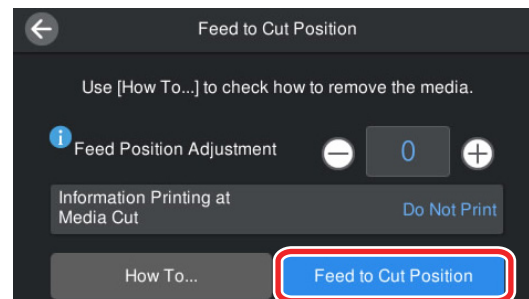 Feed to Cut Position
Use [How To...] to check how to remove the media.
i
Feed Position Adjustment
0
Information Printing at
Media Cut
Do Not Print
How To...
Feed to Cut Position